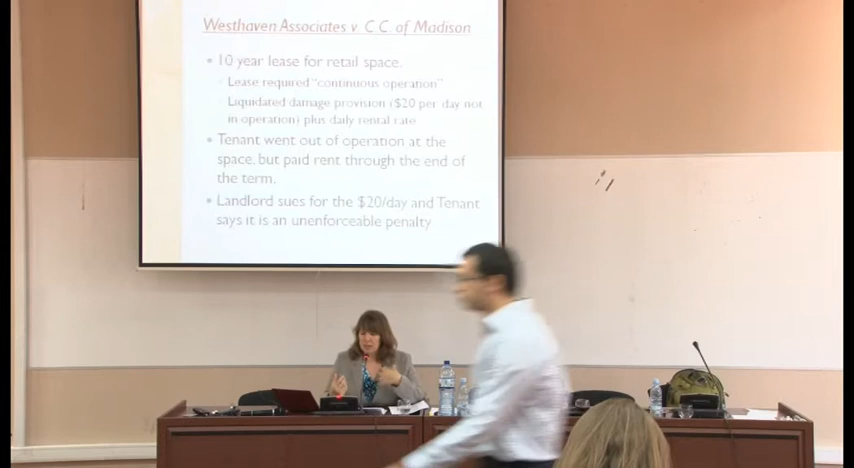 Westhaven Associates v. C.C. of Madison
10 year lease for retail space.
Lease required "continuous operation"
Liquidated damage provision ($20 per day not
in operation) plus daily rental rate
Tenant went out of operation at the
space, but paid rent through the end of
the term.
Landlord sues for the $20/day and Tenant
says it is an unenforceable penalty